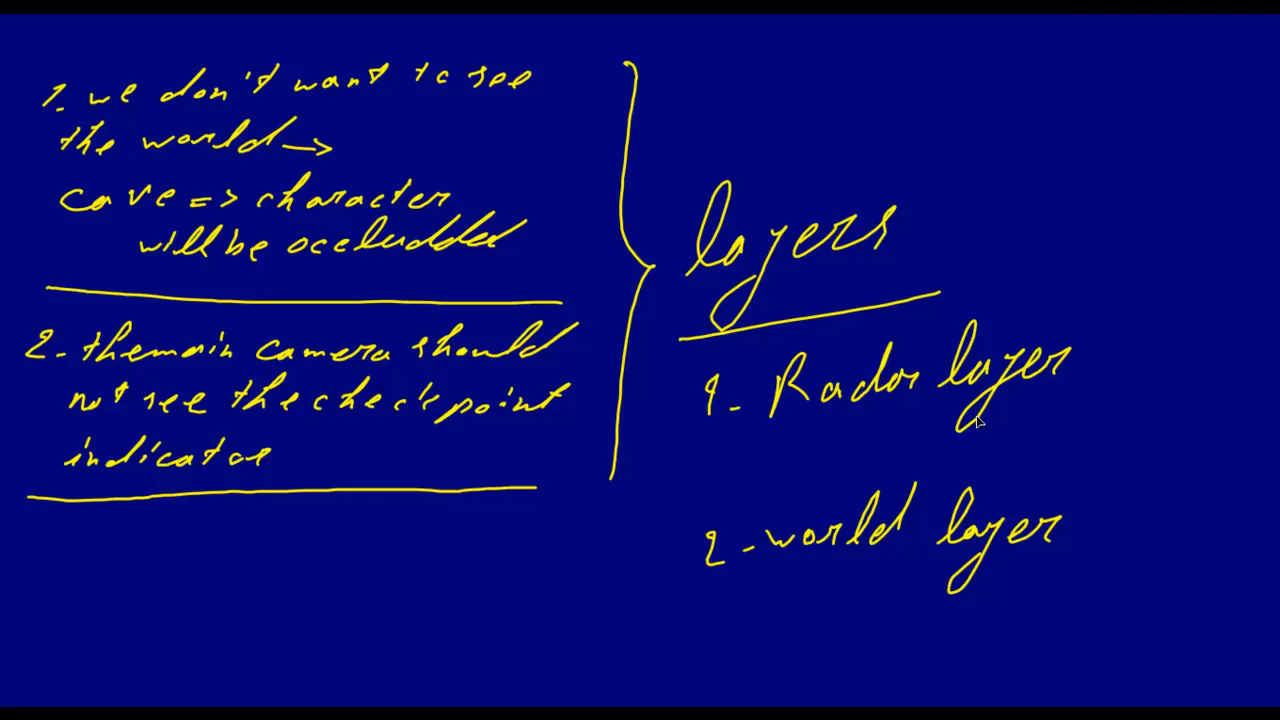 1. we don't want to see
the world →
cave => character
will be occludded
2- the main camera should
not see the checkpoint
indicator
layers
1- Radar layer
2- world layer